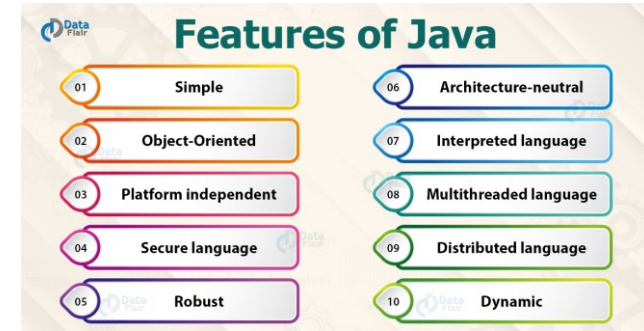 Data
Flair
Features of Java
01 Simple
02 Object-Oriented
03 Platform independent
04 Secure language
05 Robust
06 Architecture-neutral
07 Interpreted language
08 Multithreaded language
09 Distributed language
10 Dynamic